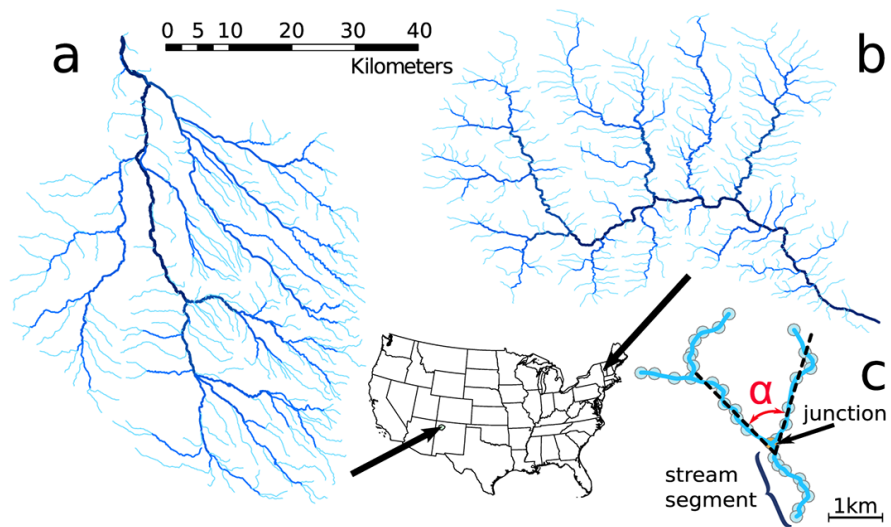 a
0 5 10 20 30 40
Kilometers
b
c
α
junction
stream
segment
1km